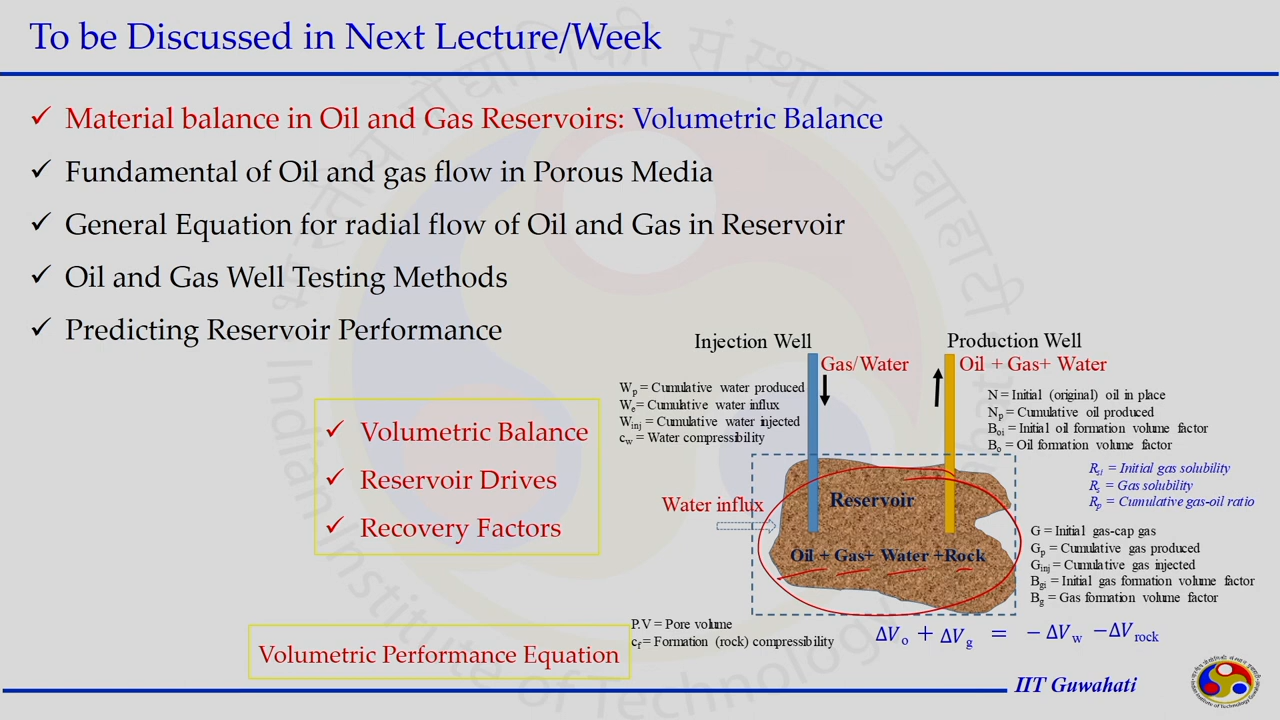 To be Discussed in Next Lecture/Week
✓ Material balance in Oil and Gas Reservoirs: Volumetric Balance
✓ Fundamental of Oil and gas flow in Porous Media
✓ General Equation for radial flow of Oil and Gas in Reservoir
✓ Oil and Gas Well Testing Methods
✓ Predicting Reservoir Performance
✓ Volumetric Balance
✓ Reservoir Drives
✓ Recovery Factors
Volumetric Performance Equation
Injection Well
Gas/Water
Production Well
Oil + Gas+ Water
Wp = Cumulative water produced
We = Cumulative water influx
Winj = Cumulative water injected
cw = Water compressibility
N = Initial (original) oil in place
Np = Cumulative oil produced
Boi = Initial oil formation volume factor
Bo = Oil formation volume factor
Rsi = Initial gas solubility
Rs = Gas solubility
Rp = Cumulative gas-oil ratio
Water influx
Reservoir
Oil + Gas+ Water +Rock
G = Initial gas-cap gas
Gp = Cumulative gas produced
Ginj = Cumulative gas injected
Bgi = Initial gas formation volume factor
Bg = Gas formation volume factor
P.V = Pore volume
cf = Formation (rock) compressibility
ΔVo + ΔVg = − ΔVw −ΔVrock
IIT Guwahati
Indian Institute of Technology